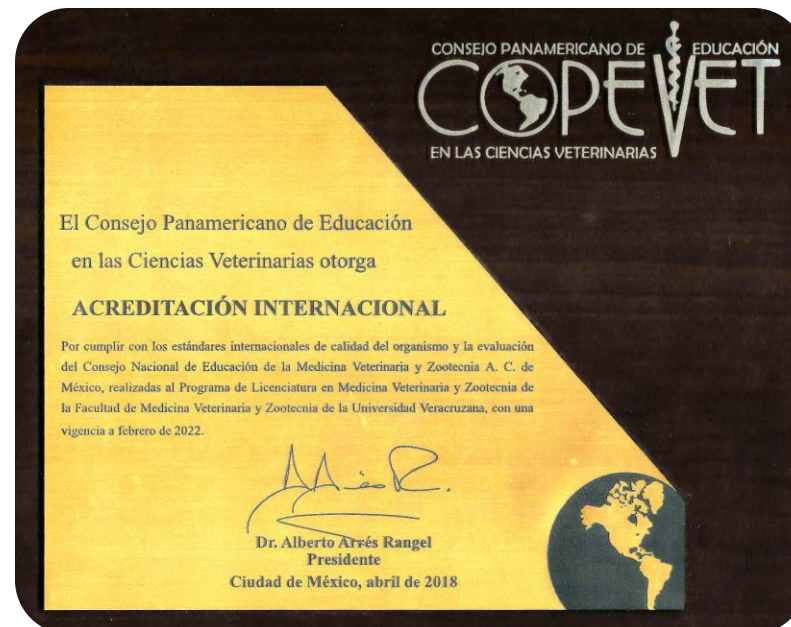 CONSEJO PANAMERICANO DE EDUCACIÓN
COPEVET
EN LAS CIENCIAS VETERINARIAS
El Consejo Panamericano de Educación
en las Ciencias Veterinarias otorga
ACREDITACIÓN INTERNACIONAL
Por cumplir con los estándares internacionales de calidad del organismo y la evaluación
del Consejo Nacional de Educación de la Medicina Veterinaria y Zootecnia A. C. de
México, realizadas al Programa de Licenciatura en Medicina Veterinaria y Zootecnia de
la Facultad de Medicina Veterinaria y Zootecnia de la Universidad Veracruzana, con una
vigencia a febrero de 2022.
Dr. Alberto Arrés Rangel
Presidente
Ciudad de México, abril de 2018